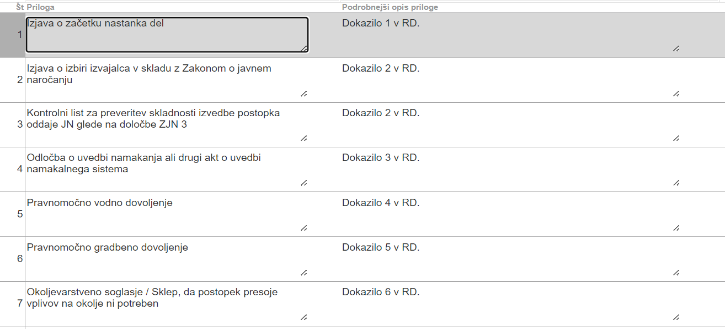 Št Priloga Podrobnejši opis priloge
1 Izjava o začetku nastanka del Dokazilo 1 v RD.
2 Izjava o izbiri izvajalca v skladu z Zakonom o javnem
naročanju Dokazilo 2 v RD.
3 Kontrolni list za preveritev skladnosti izvedbe postopka
oddaje JN glede na določbe ZJN 3 Dokazilo 2 v RD.
4 Odločba o uvedbi namakanja ali drugi akt o uvedbi
namakalnega sistema Dokazilo 3 v RD.
5 Pravnomočno vodno dovoljenje Dokazilo 4 v RD.
6 Pravnomočno gradbeno dovoljenje Dokazilo 5 v RD.
7 Okoljevarstveno soglasje / Sklep, da postopek presoje
vplivov na okolje ni potreben Dokazilo 6 v RD.